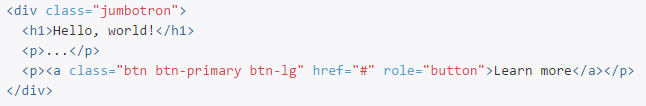 <div class="jumbotron">
  <h1>Hello, world!</h1>
  <p>...</p>
  <p><a class="btn btn-primary btn-lg" href="#" role="button">Learn more</a></p>
</div>